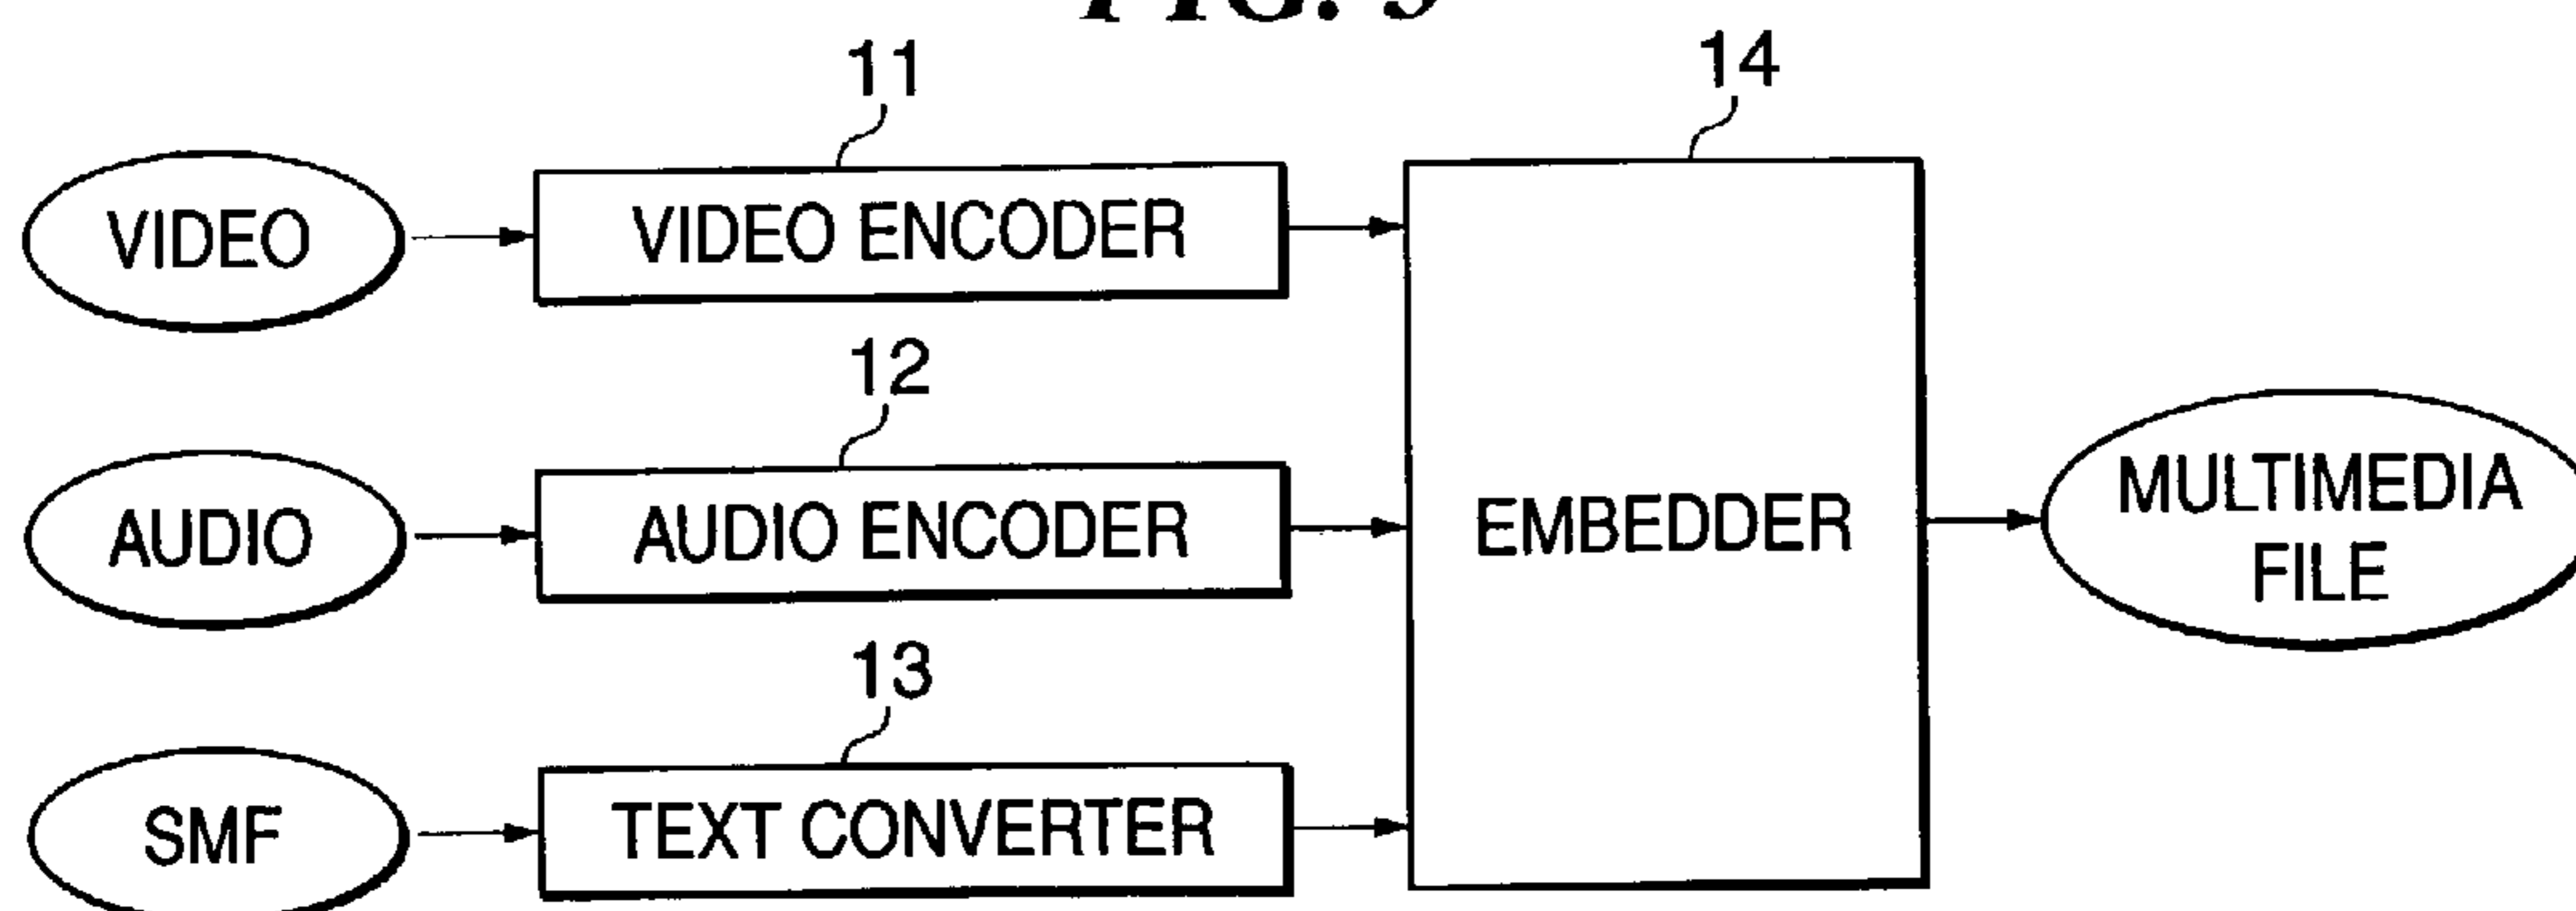 11
14
VIDEO
VIDEO ENCODER
12
AUDIO
AUDIO ENCODER
EMBEDDER
MULTIMEDIA
FILE
13
SMF
TEXT CONVERTER